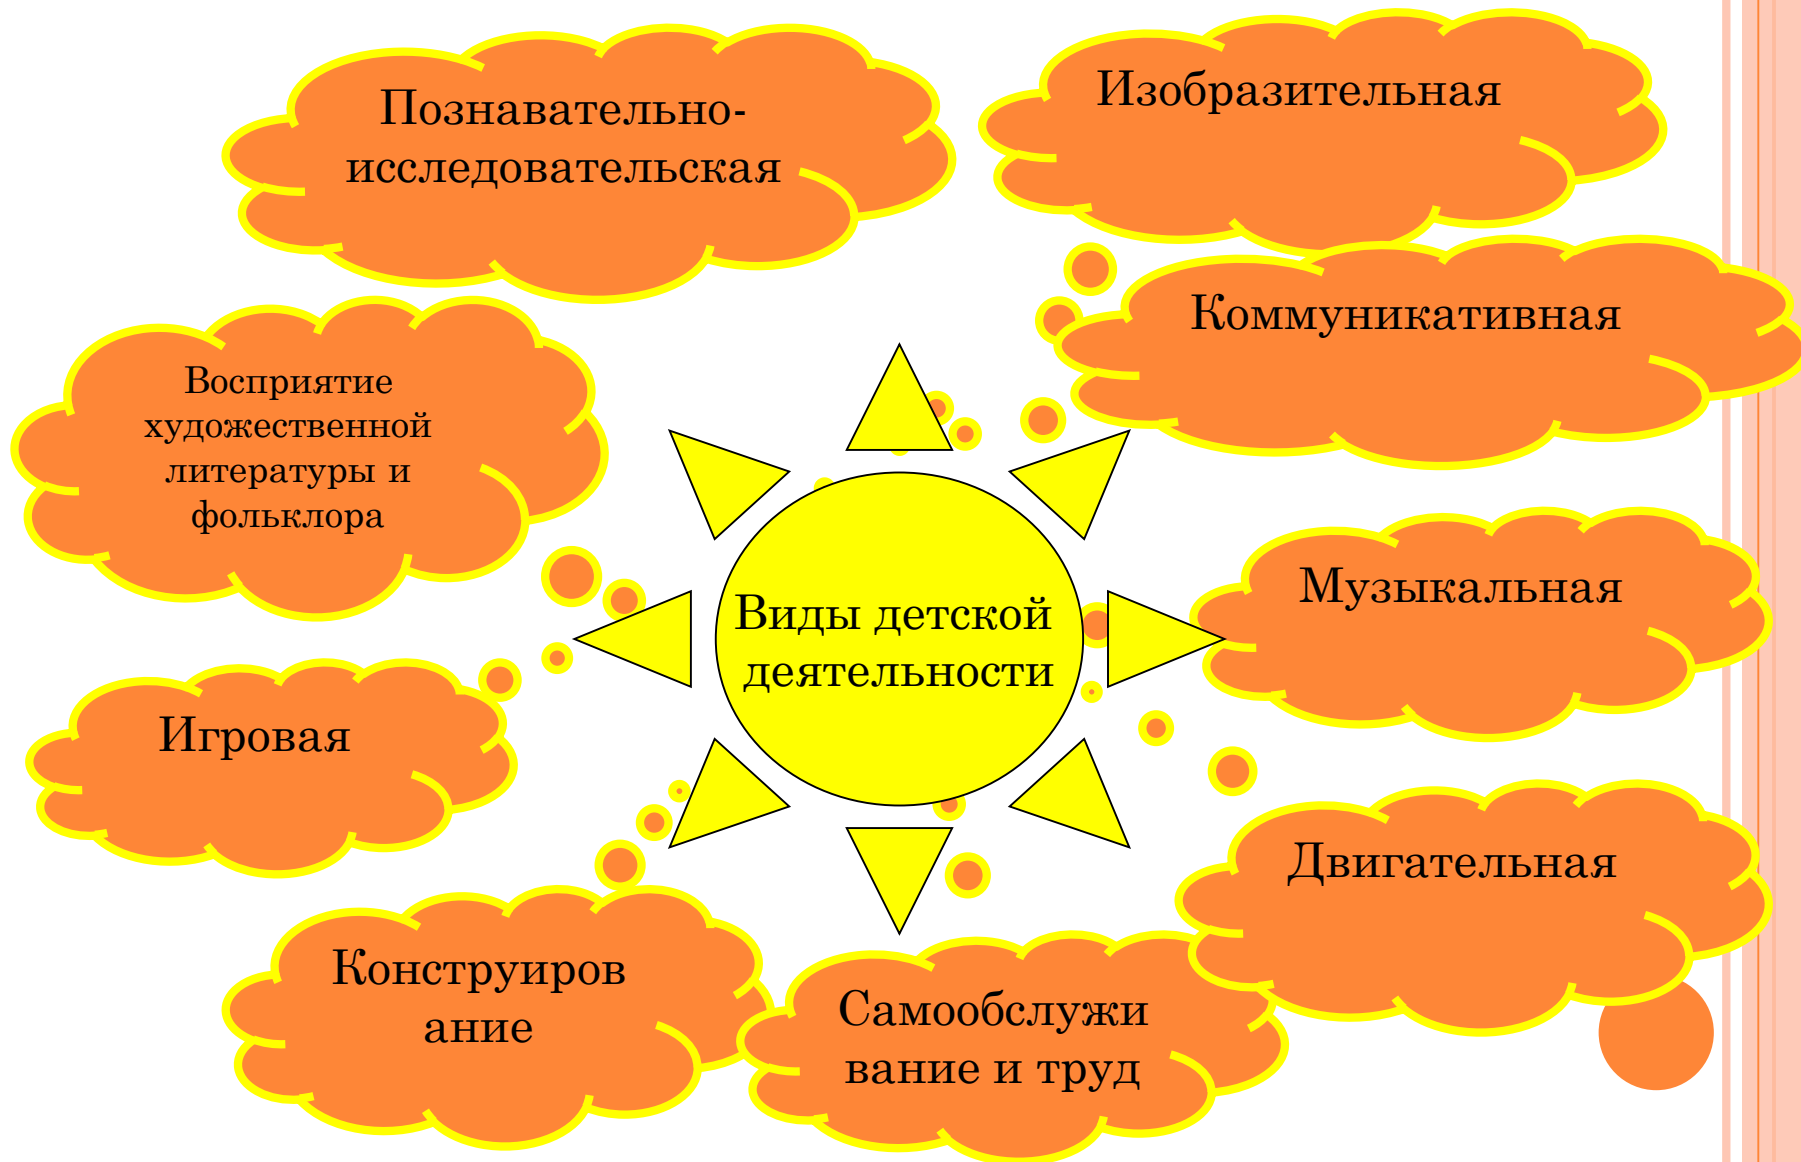 Познавательно-
исследовательская
Изобразительная
Коммуникативная
Восприятие
художественной
литературы и
фольклора
Музыкальная
Виды детской
деятельности
Игровая
Двигательная
Конструиров
ание
Самообслужи
вание и труд